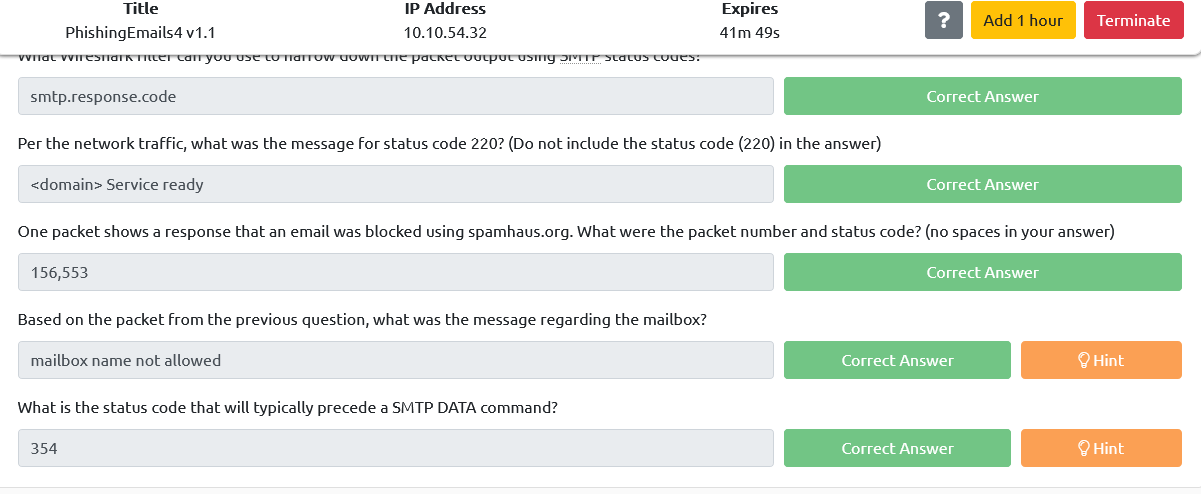 Title IP Address Expires
PhishingEmails4 v1.1 10.10.54.32 41m 49s ? Add 1 hour Terminate
What Wireshark filter can you use to narrow down the packet output using SMTP status codes?
smtp.response.code Correct Answer
Per the network traffic, what was the message for status code 220? (Do not include the status code (220) in the answer)
<domain> Service ready Correct Answer
One packet shows a response that an email was blocked using spamhaus.org. What were the packet number and status code? (no spaces in your answer)
156,553 Correct Answer
Based on the packet from the previous question, what was the message regarding the mailbox?
mailbox name not allowed Correct Answer Hint
What is the status code that will typically precede a SMTP DATA command?
354 Correct Answer Hint